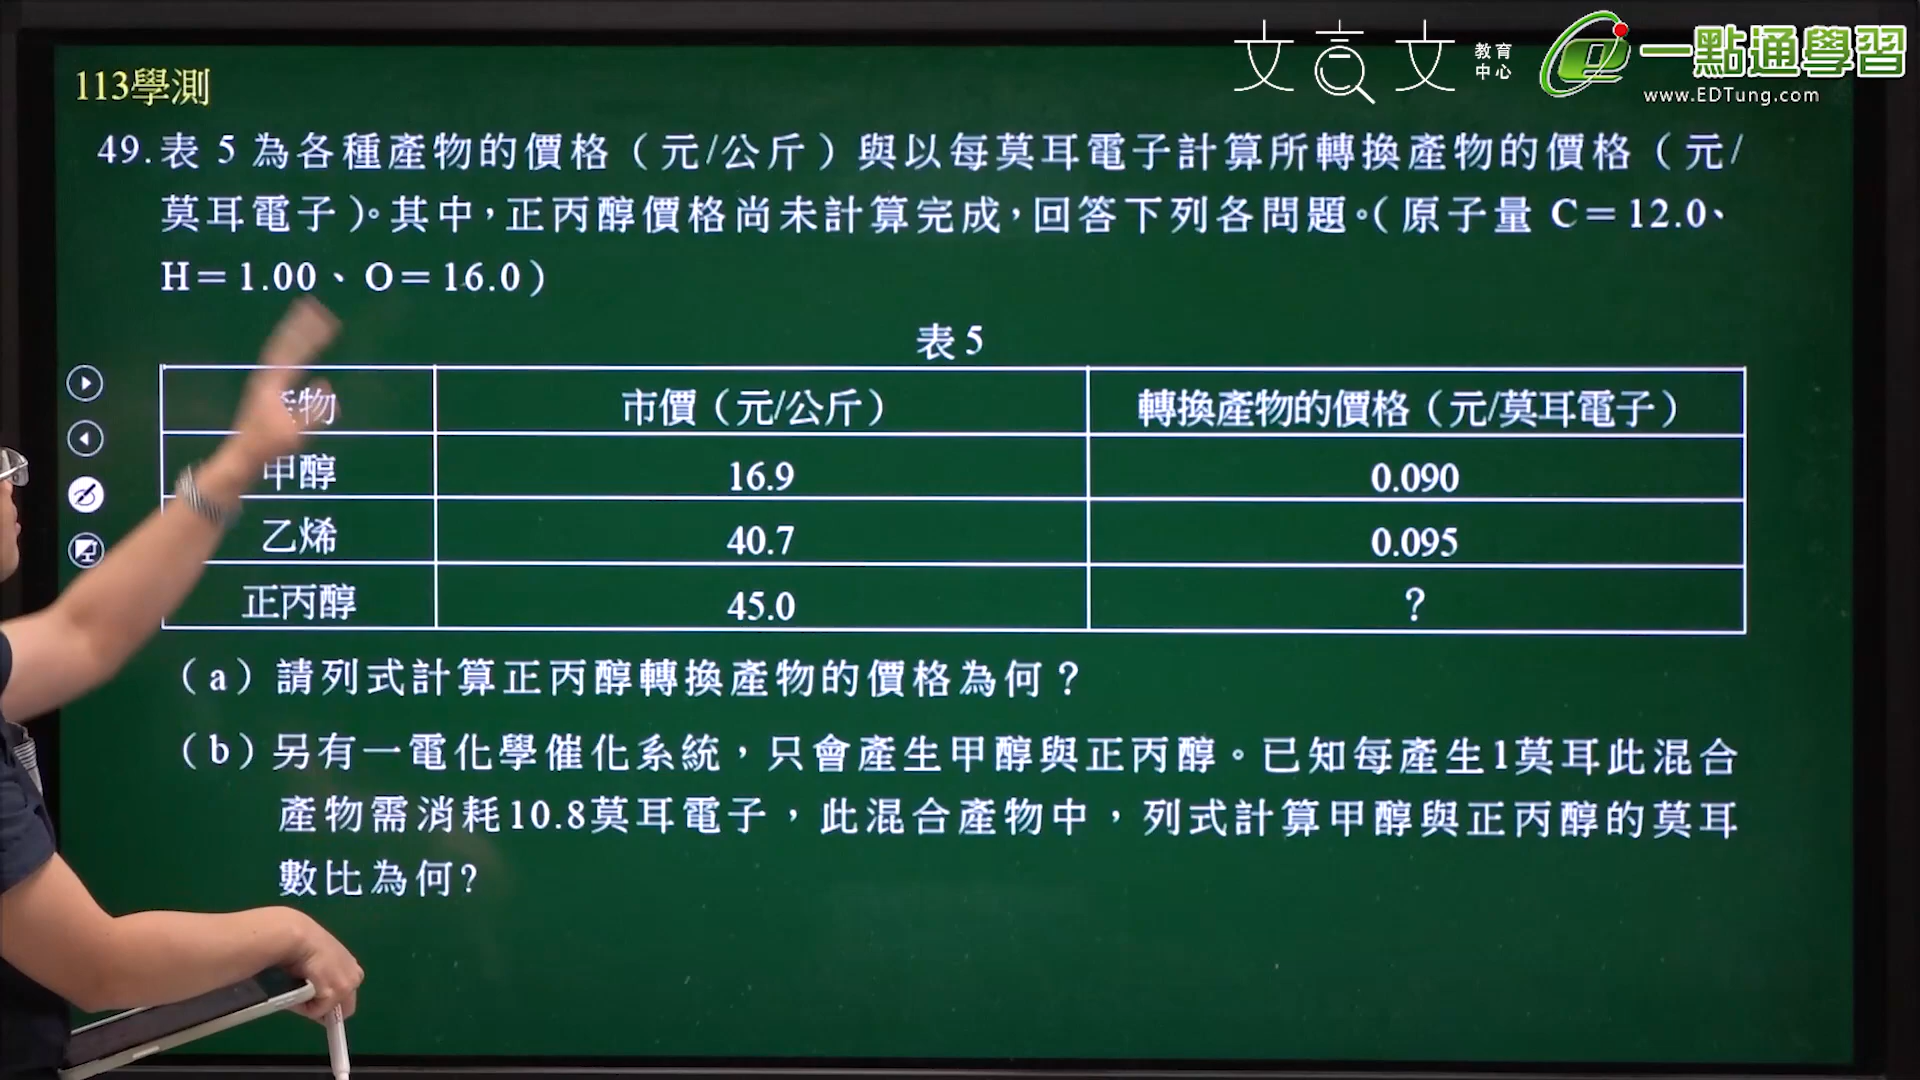 文言文 教育中心
一點通學習
www.EDTung.com
113學測
49.表 5 為各種產物的價格（元/公斤）與以每莫耳電子計算所轉換產物的價格（元/
莫耳電子）。其中，正丙醇價格尚未計算完成，回答下列各問題。（原子量 C＝12.0、
H＝1.00、O＝16.0）
表 5
產物 市價（元/公斤） 轉換產物的價格（元/莫耳電子）
甲醇 16.9 0.090
乙烯 40.7 0.095
正丙醇 45.0 ？
（a）請列式計算正丙醇轉換產物的價格為何？
（b）另有一電化學催化系統，只會產生甲醇與正丙醇。已知每產生1莫耳此混合
產物需消耗10.8莫耳電子，此混合產物中，列式計算甲醇與正丙醇的莫耳
數比為何?